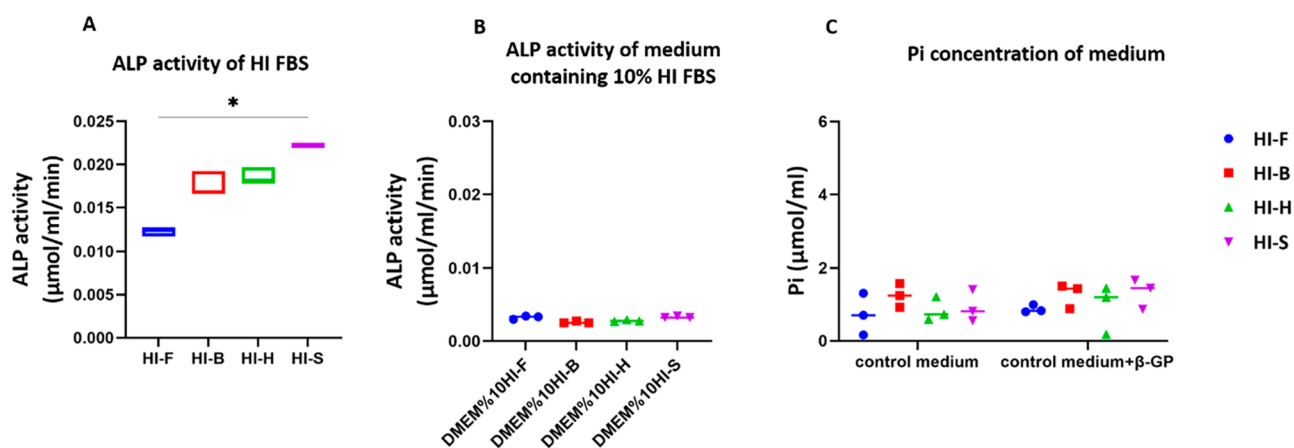 A
ALP activity of HI FBS
*
ALP activity
(μmol/ml/min)
0.025
0.020
0.015
0.010
0.005
0.000
HI-F HI-B HI-H HI-S
B
ALP activity of medium
containing 10% HI FBS
ALP activity
(μmol/ml/min)
0.03
0.02
0.01
0.00
DMEM%10HI-F
DMEM%10HI-B
DMEM%10HI-H
DMEM%10HI-S
C
Pi concentration of medium
Pi (μmol/ml)
6
4
2
0
control medium control medium+β-GP
HI-F
HI-B
HI-H
HI-S